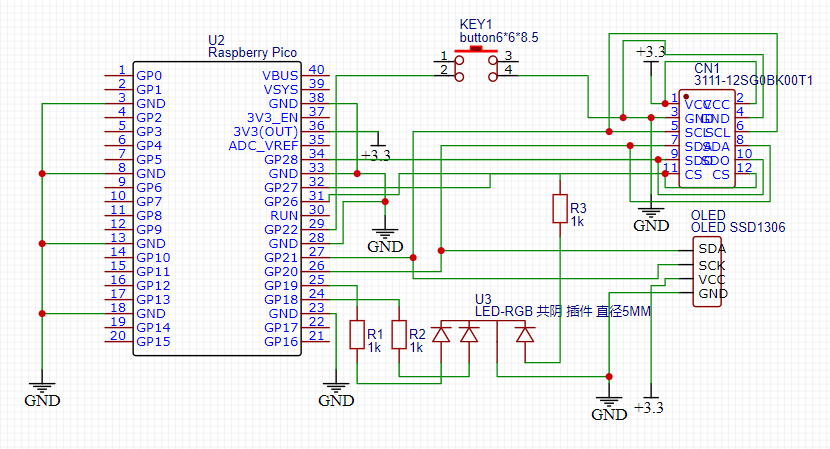 U2
Raspberry Pico
1 GP0 VBUS 40
2 GP1 VSYS 39
3 GND GND 38
4 GP2 3V3_EN 37
5 GP3 3V3(OUT) 36
6 GP4 ADC_VREF 35
7 GP5 GP28 34
8 GND GND 33
9 GP6 GP27 32
10 GP7 GP26 31
11 GP8 RUN 30
12 GP9 GP22 29
13 GND GND 28
14 GP10 GP21 27
15 GP11 GP20 26
16 GP12 GP19 25
17 GP13 GP18 24
18 GND GND 23
19 GP14 GP17 22
20 GP15 GP16 21
GND
GND
+3.3
GND
KEY1
button6*6*8.5
1 3
2 4
+3.3
CN1
3111-12SG0BK00T1
1 VCC VCC 2
3 GND GND 4
5 SCL SCL 6
7 SDA SDA 8
9 SDO SDO 10
11 CS CS 12
GND
R3
1k
OLED
OLED SSD1306
SDA
SCK
VCC
GND
U3
LED-RGB 共阴 插件 直径5MM
R1
1k
R2
1k
GND
+3.3